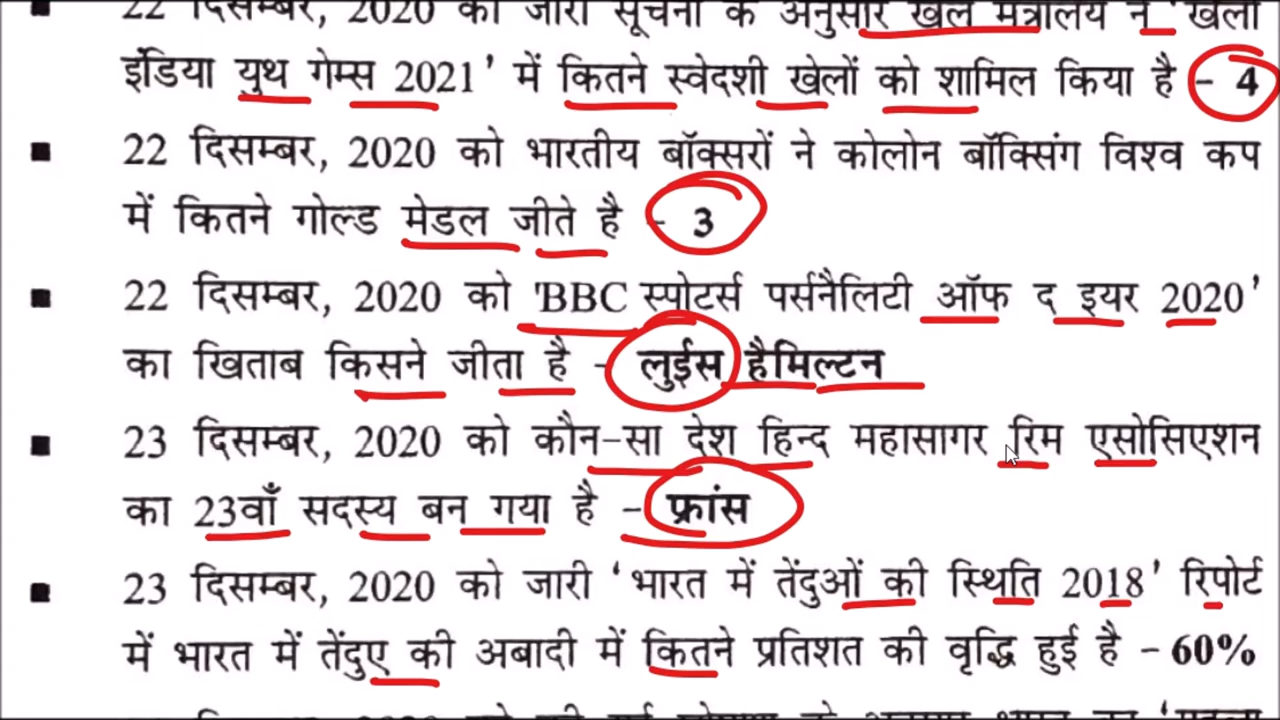 22 दिसम्बर, 2020 को जारी सूचना के अनुसार खेल मंत्रालय ने 'खेलो
इंडिया युथ गेम्स 2021' में कितने स्वेदशी खेलों को शामिल किया है - 4
22 दिसम्बर, 2020 को भारतीय बॉक्सरों ने कोलोन बॉक्सिंग विश्व कप
में कितने गोल्ड मेडल जीते है - 3
22 दिसम्बर, 2020 को 'BBC स्पोटर्स पर्सनैलिटी ऑफ द इयर 2020'
का खिताब किसने जीता है - लुईस हैमिल्टन
23 दिसम्बर, 2020 को कौन-सा देश हिन्द महासागर रिम एसोसिएशन
का 23वाँ सदस्य बन गया है - फ्रांस
23 दिसम्बर, 2020 को जारी 'भारत में तेंदुओं की स्थिति 2018' रिपोर्ट
में भारत में तेंदुए की अबादी में कितने प्रतिशत की वृद्धि हुई है - 60%